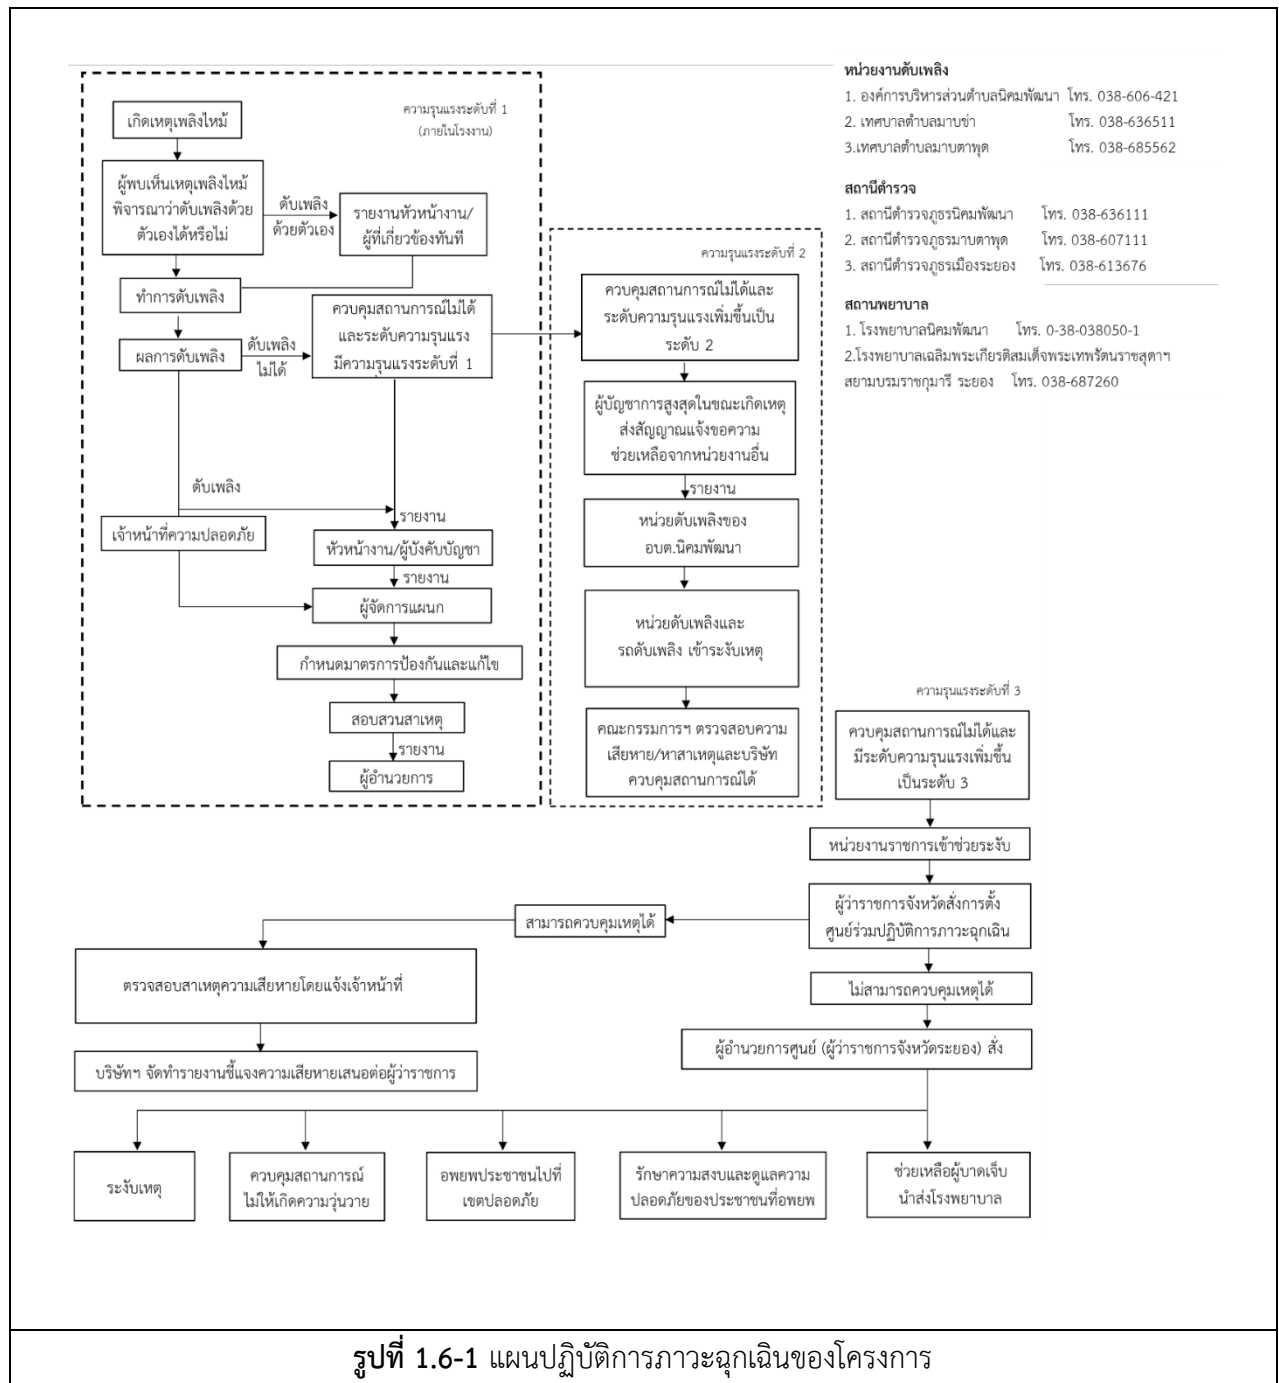 ความรุนแรงระดับที่ 1
(ภายในโรงงาน)
เกิดเหตุเพลิงไหม้
ผู้พบเห็นเหตุเพลิงไหม้
พิจารณาว่าดับเพลิงด้วย
ตัวเองได้หรือไม่
ดับเพลิง
ด้วยตัวเอง
รายงานหัวหน้างาน/
ผู้ที่เกี่ยวข้องทันที
ทำการดับเพลิง
ผลการดับเพลิง
ดับเพลิง
ไม่ได้
ควบคุมสถานการณ์ไม่ได้
และระดับความรุนแรง
มีความรุนแรงระดับที่ 1
ดับเพลิง
เจ้าหน้าที่ความปลอดภัย
รายงาน
หัวหน้างาน/ผู้บังคับบัญชา
รายงาน
ผู้จัดการแผนก
กำหนดมาตรการป้องกันและแก้ไข
สอบสวนสาเหตุ
รายงาน
ผู้อำนวยการ
ความรุนแรงระดับที่ 2
ควบคุมสถานการณ์ไม่ได้และ
ระดับความรุนแรงเพิ่มขึ้นเป็น
ระดับ 2
ผู้บัญชาการสูงสุดในขณะเกิดเหตุ
ส่งสัญญาณแจ้งขอความ
ช่วยเหลือจากหน่วยงานอื่น
รายงาน
หน่วยดับเพลิงของ
อบต.นิคมพัฒนา
หน่วยดับเพลิงและ
รถดับเพลิง เข้าระงับเหตุ
คณะกรรมการฯ ตรวจสอบความ
เสียหาย/หาสาเหตุและบริษัท
ควบคุมสถานการณ์ได้
หน่วยงานดับเพลิง
1. องค์การบริหารส่วนตำบลนิคมพัฒนา โทร. 038-606-421
2. เทศบาลตำบลมาบข่า โทร. 038-636511
3.เทศบาลตำบลมาบตาพุด โทร. 038-685562
สถานีตำรวจ
1. สถานีตำรวจภูธรนิคมพัฒนา โทร. 038-636111
2. สถานีตำรวจภูธรมาบตาพุด โทร. 038-607111
3. สถานีตำรวจภูธรเมืองระยอง โทร. 038-613676
สถานพยาบาล
1. โรงพยาบาลนิคมพัฒนา โทร. 0-38-038050-1
2.โรงพยาบาลเฉลิมพระเกียรติสมเด็จพระเทพรัตนราชสุดาฯ
สยามบรมราชกุมารี ระยอง โทร. 038-687260
ความรุนแรงระดับที่ 3
ควบคุมสถานการณ์ไม่ได้และ
มีระดับความรุนแรงเพิ่มขึ้น
เป็นระดับ 3
หน่วยงานราชการเข้าช่วยระงับ
ผู้ว่าราชการจังหวัดสั่งการตั้ง
ศูนย์ร่วมปฏิบัติการภาวะฉุกเฉิน
สามารถควบคุมเหตุได้
ตรวจสอบสาเหตุความเสียหายโดยแจ้งเจ้าหน้าที่
บริษัทฯ จัดทำรายงานชี้แจงความเสียหายเสนอต่อผู้ว่าราชการ
ไม่สามารถควบคุมเหตุได้
ผู้อำนวยการศูนย์ (ผู้ว่าราชการจังหวัดระยอง) สั่ง
ระงับเหตุ
ควบคุมสถานการณ์
ไม่ให้เกิดความวุ่นวาย
อพยพประชาชนไปที่
เขตปลอดภัย
รักษาความสงบและดูแลความ
ปลอดภัยของประชาชนที่อพยพ
ช่วยเหลือผู้บาดเจ็บ
นำส่งโรงพยาบาล
รูปที่ 1.6-1 แผนปฏิบัติการภาวะฉุกเฉินของโครงการ